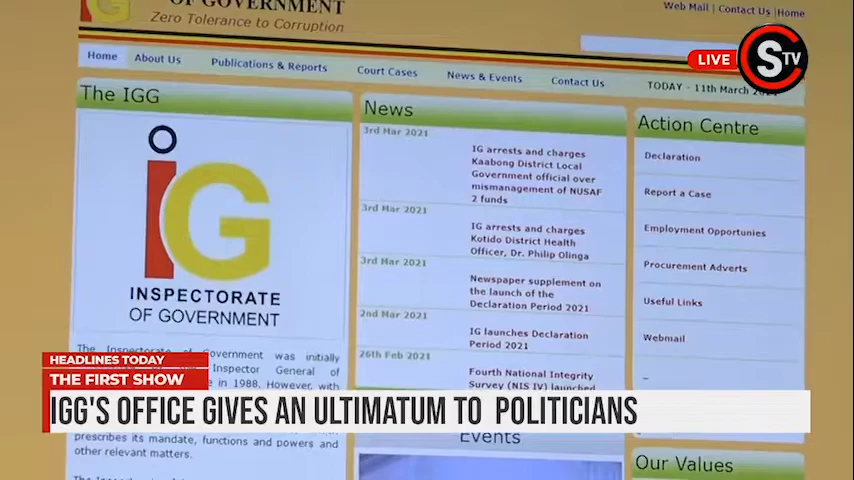 OF GOVERNMENT
Zero Tolerance to Corruption
Web Mail | Contact Us |Home
LIVE
S TV
Home
About Us
Publications & Reports
Court Cases
News & Events
Contact Us
TODAY - 11th March
The IGG
iG
INSPECTORATE
OF GOVERNMENT
The Inspectorate of Government was initially
Inspector General of
e in 1988. However, with
prescribes its mandate, functions and powers and
other relevant matters.
News
3rd Mar 2021
IG arrests and charges
Kaabong District Local
Government official over
mismanagement of NUSAF
2 funds
3rd Mar 2021
IG arrests and charges
Kotido District Health
Officer, Dr. Philip Olinga
3rd Mar 2021
Newspaper supplement on
the launch of the
Declaration Period 2021
2nd Mar 2021
IG launches Declaration
Period 2021
26th Feb 2021
Fourth National Integrity
Survey (NIS IV) launched
Events
Action Centre
Declaration
Report a Case
Employment Opportunies
Procurement Adverts
Useful Links
Webmail
Our Values
HEADLINES TODAY
THE FIRST SHOW
IGG'S OFFICE GIVES AN ULTIMATUM TO POLITICIANS